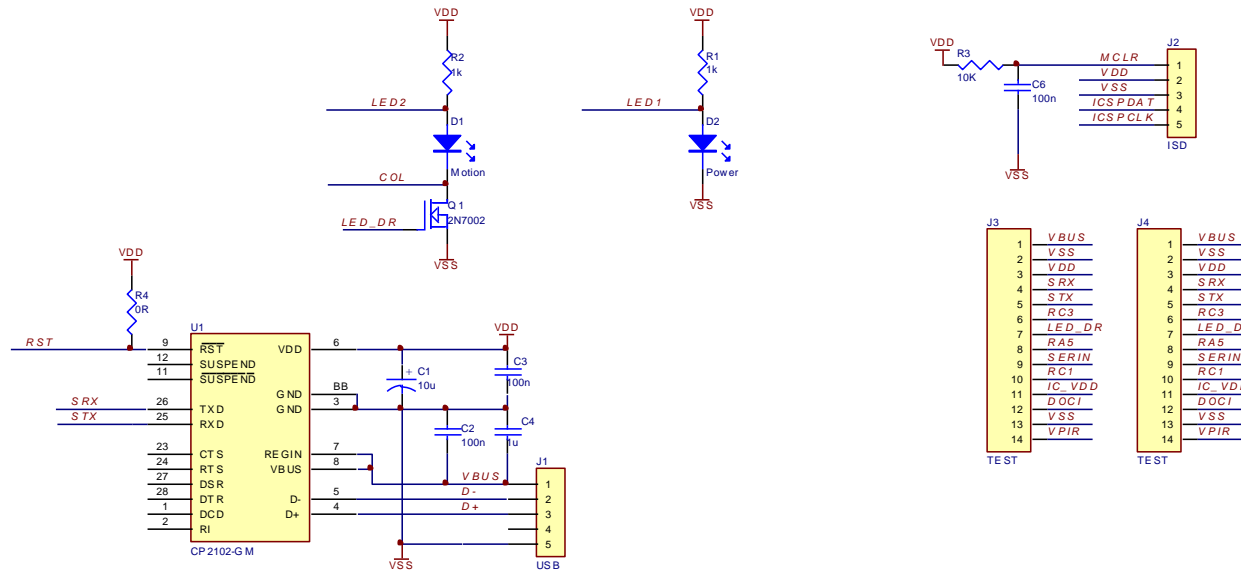 VDD
R2
1k
LED2
D1
Motion
COL
Q1
2N7002
LED_DR
VSS
VDD
R1
1k
LED1
D2
Power
VSS
VDD
R3
10K
C6
100n
VSS
J2
MCLR 1
VDD 2
VSS 3
ICSPDAT 4
ICSPCLK 5
ISD
J3
1 VBUS
2 VSS
3 VDD
4 SRX
5 STX
6 RC3
7 LED_DR
8 RA5
9 SERIN
10 RC1
11 IC_VDD
12 DOCI
13 VSS
14 VPIR
TEST
J4
1 VBUS
2 VSS
3 VDD
4 SRX
5 STX
6 RC3
7 LED_D
8 RA5
9 SERIN
10 RC1
11 IC_VD
12 DOCI
13 VSS
14 VPIR
TEST
VDD
R4
0R
U1
RST 9 RST VDD 6
12 SUSPEND
11 SUSPEND
GND BB
SRX 26 TXD GND 3
STX 25 RXD
23 CTS REGIN 7
24 RTS VBUS 8
27 DSR
28 DTR D- 5
1 DCD D+ 4
2 RI
CP2102-GM
VDD
+ C1
10u
C3
100n
C2
100n
C4
1u
VSS
J1
VBUS 1
D- 2
D+ 3
4
5
USB